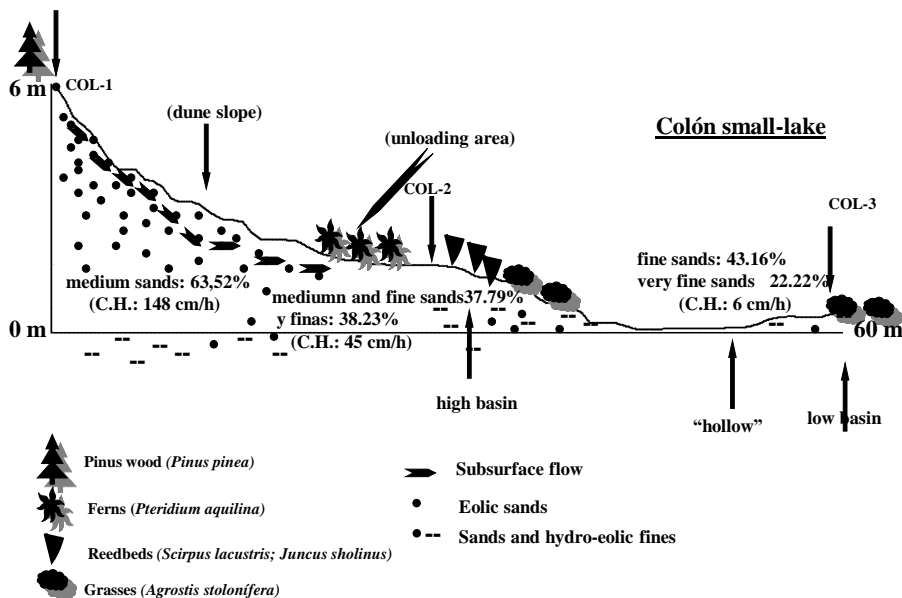 COL-1
6 m
(dune slope)
(unloading area)
Colón small-lake
COL-2
COL-3
medium sands: 63,52%
(C.H.: 148 cm/h)
mediumn and fine sands37.79%
y finas: 38.23%
(C.H.: 45 cm/h)
fine sands: 43.16%
very fine sands 22.22%
(C.H.: 6 cm/h)
0 m
60 m
high basin
“hollow”
low basin
Pinus wood (Pinus pinea)
Ferns (Pteridium aquilina)
Reedbeds (Scirpus lacustris; Juncus sholinus)
Grasses (Agrostis stolonífera)
Subsurface flow
Eolic sands
Sands and hydro-eolic fines